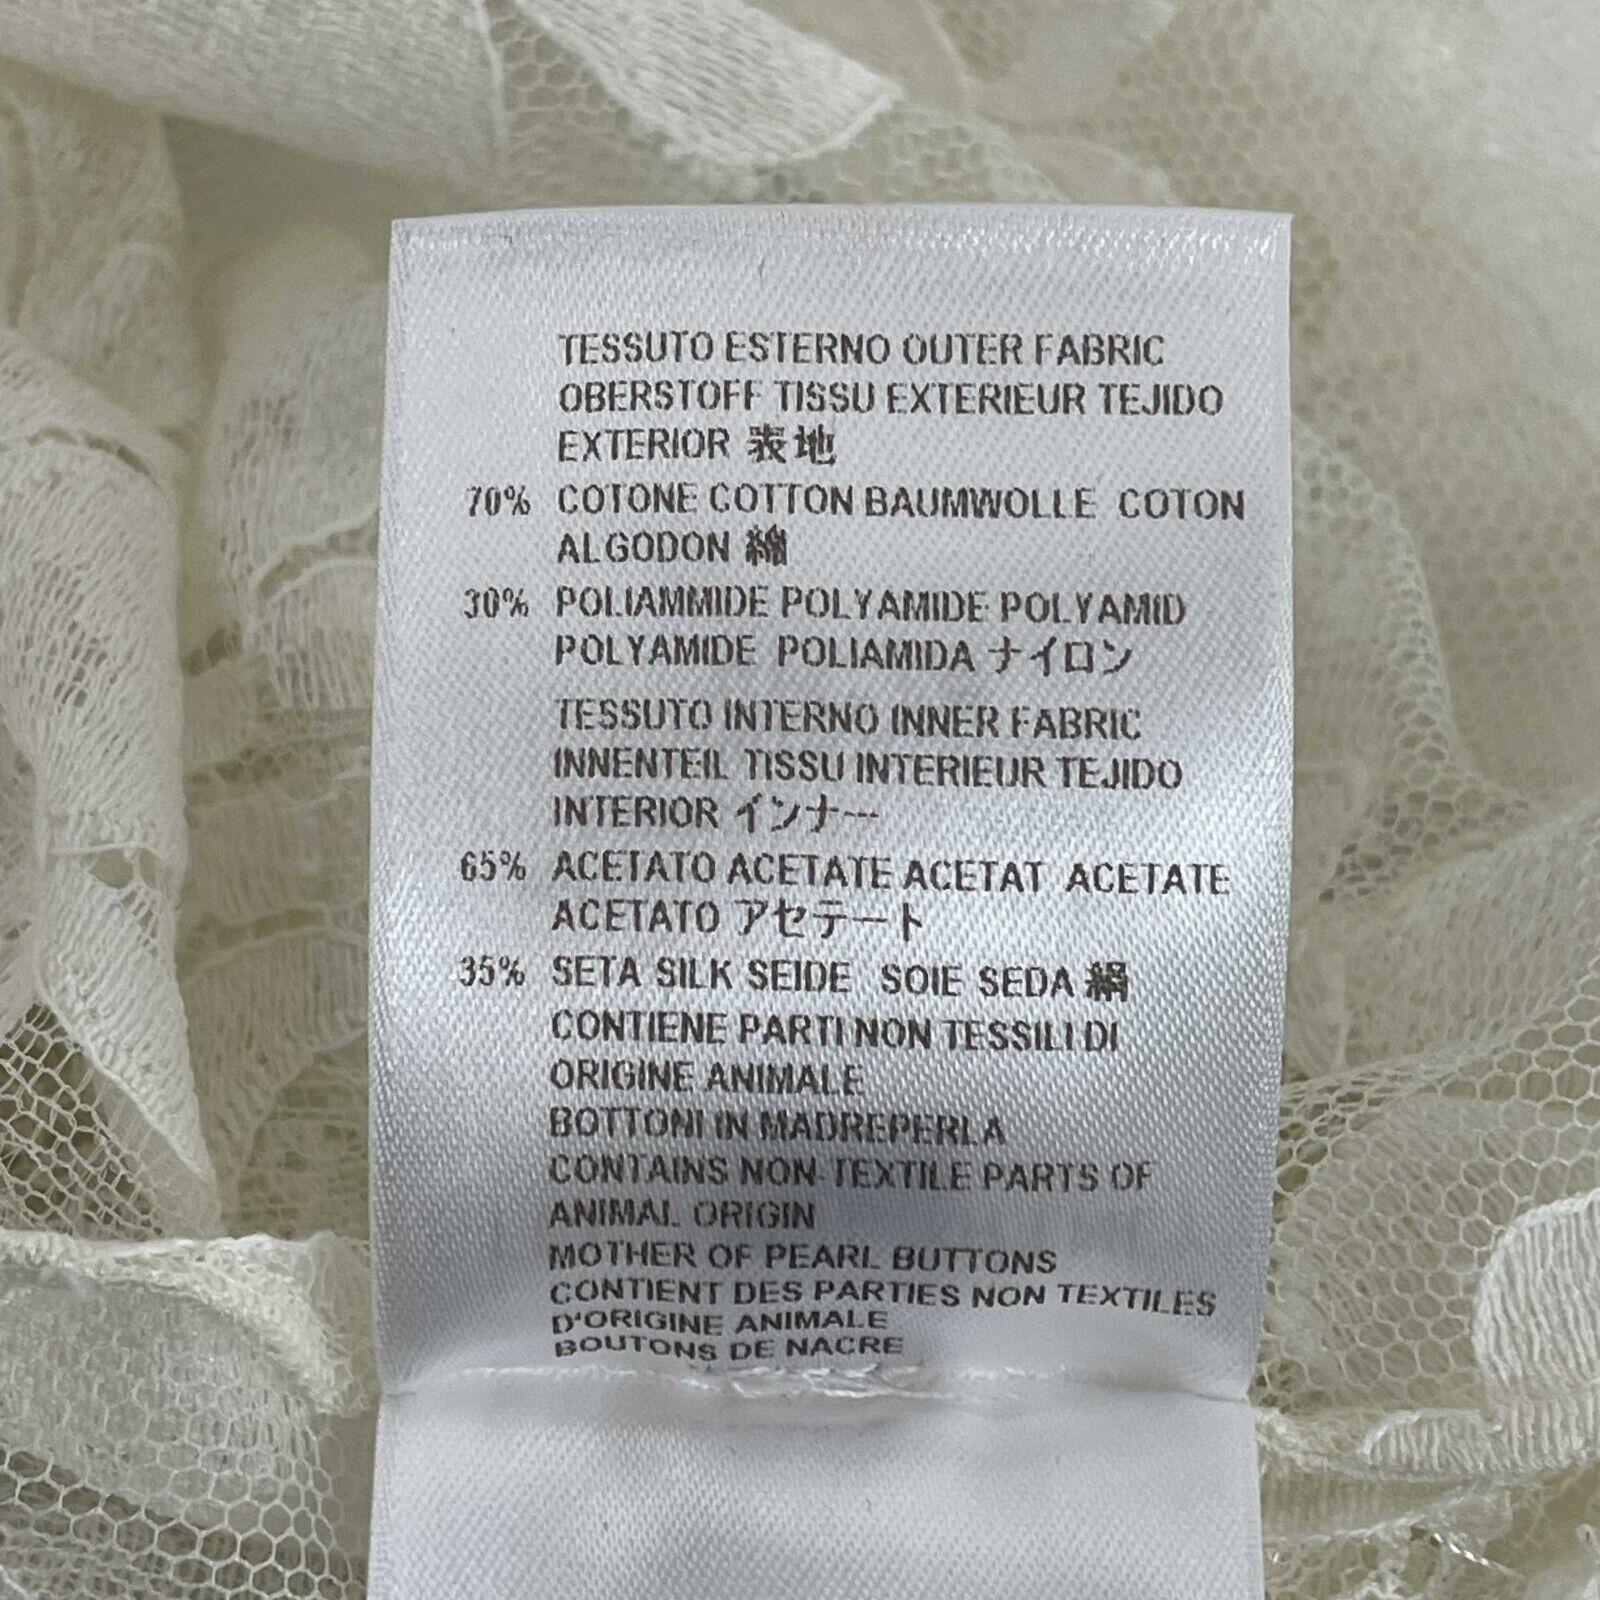 TESSUTO ESTERNO OUTER FABRIC
OBERSTOFF TISSU EXTERIEUR TEJIDO
EXTERIOR 表地
70% COTONE COTTON BAUMWOLLE COTON
ALGODON 綿
30% POLIAMMIDE POLYAMIDE POLYAMID
POLYAMIDE POLIAMIDA ナイロン
TESSUTO INTERNO INNER FABRIC
INNENTEIL TISSU INTERIEUR TEJIDO
INTERIOR インナー
65% ACETATO ACETATE ACETAT ACETATE
ACETATO アセテート
35% SETA SILK SEIDE SOIE SEDA 絹
CONTIENE PARTI NON TESSILI DI
ORIGINE ANIMALE
BOTTONI IN MADREPERLA
CONTAINS NON-TEXTILE PARTS OF
ANIMAL ORIGIN
MOTHER OF PEARL BUTTONS
CONTIENT DES PARTIES NON TEXTILES
D'ORIGINE ANIMALE
BOUTONS DE NACRE